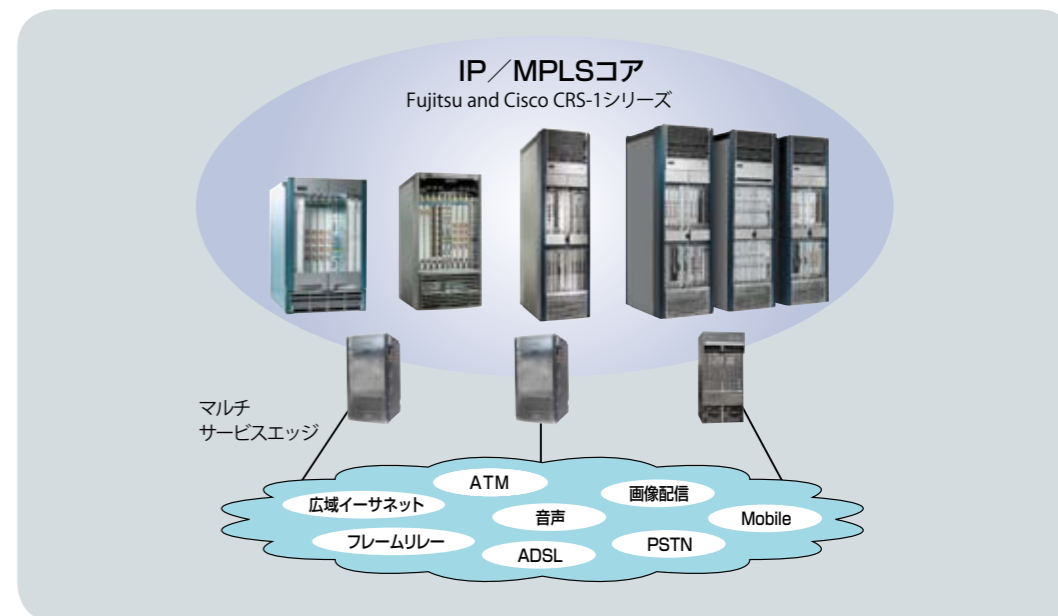 IP／MPLSコア
Fujitsu and Cisco CRS-1シリーズ
マルチ
サービスエッジ
ATM
画像配信
広域イーサネット
音声
Mobile
フレームリレー
ADSL
PSTN